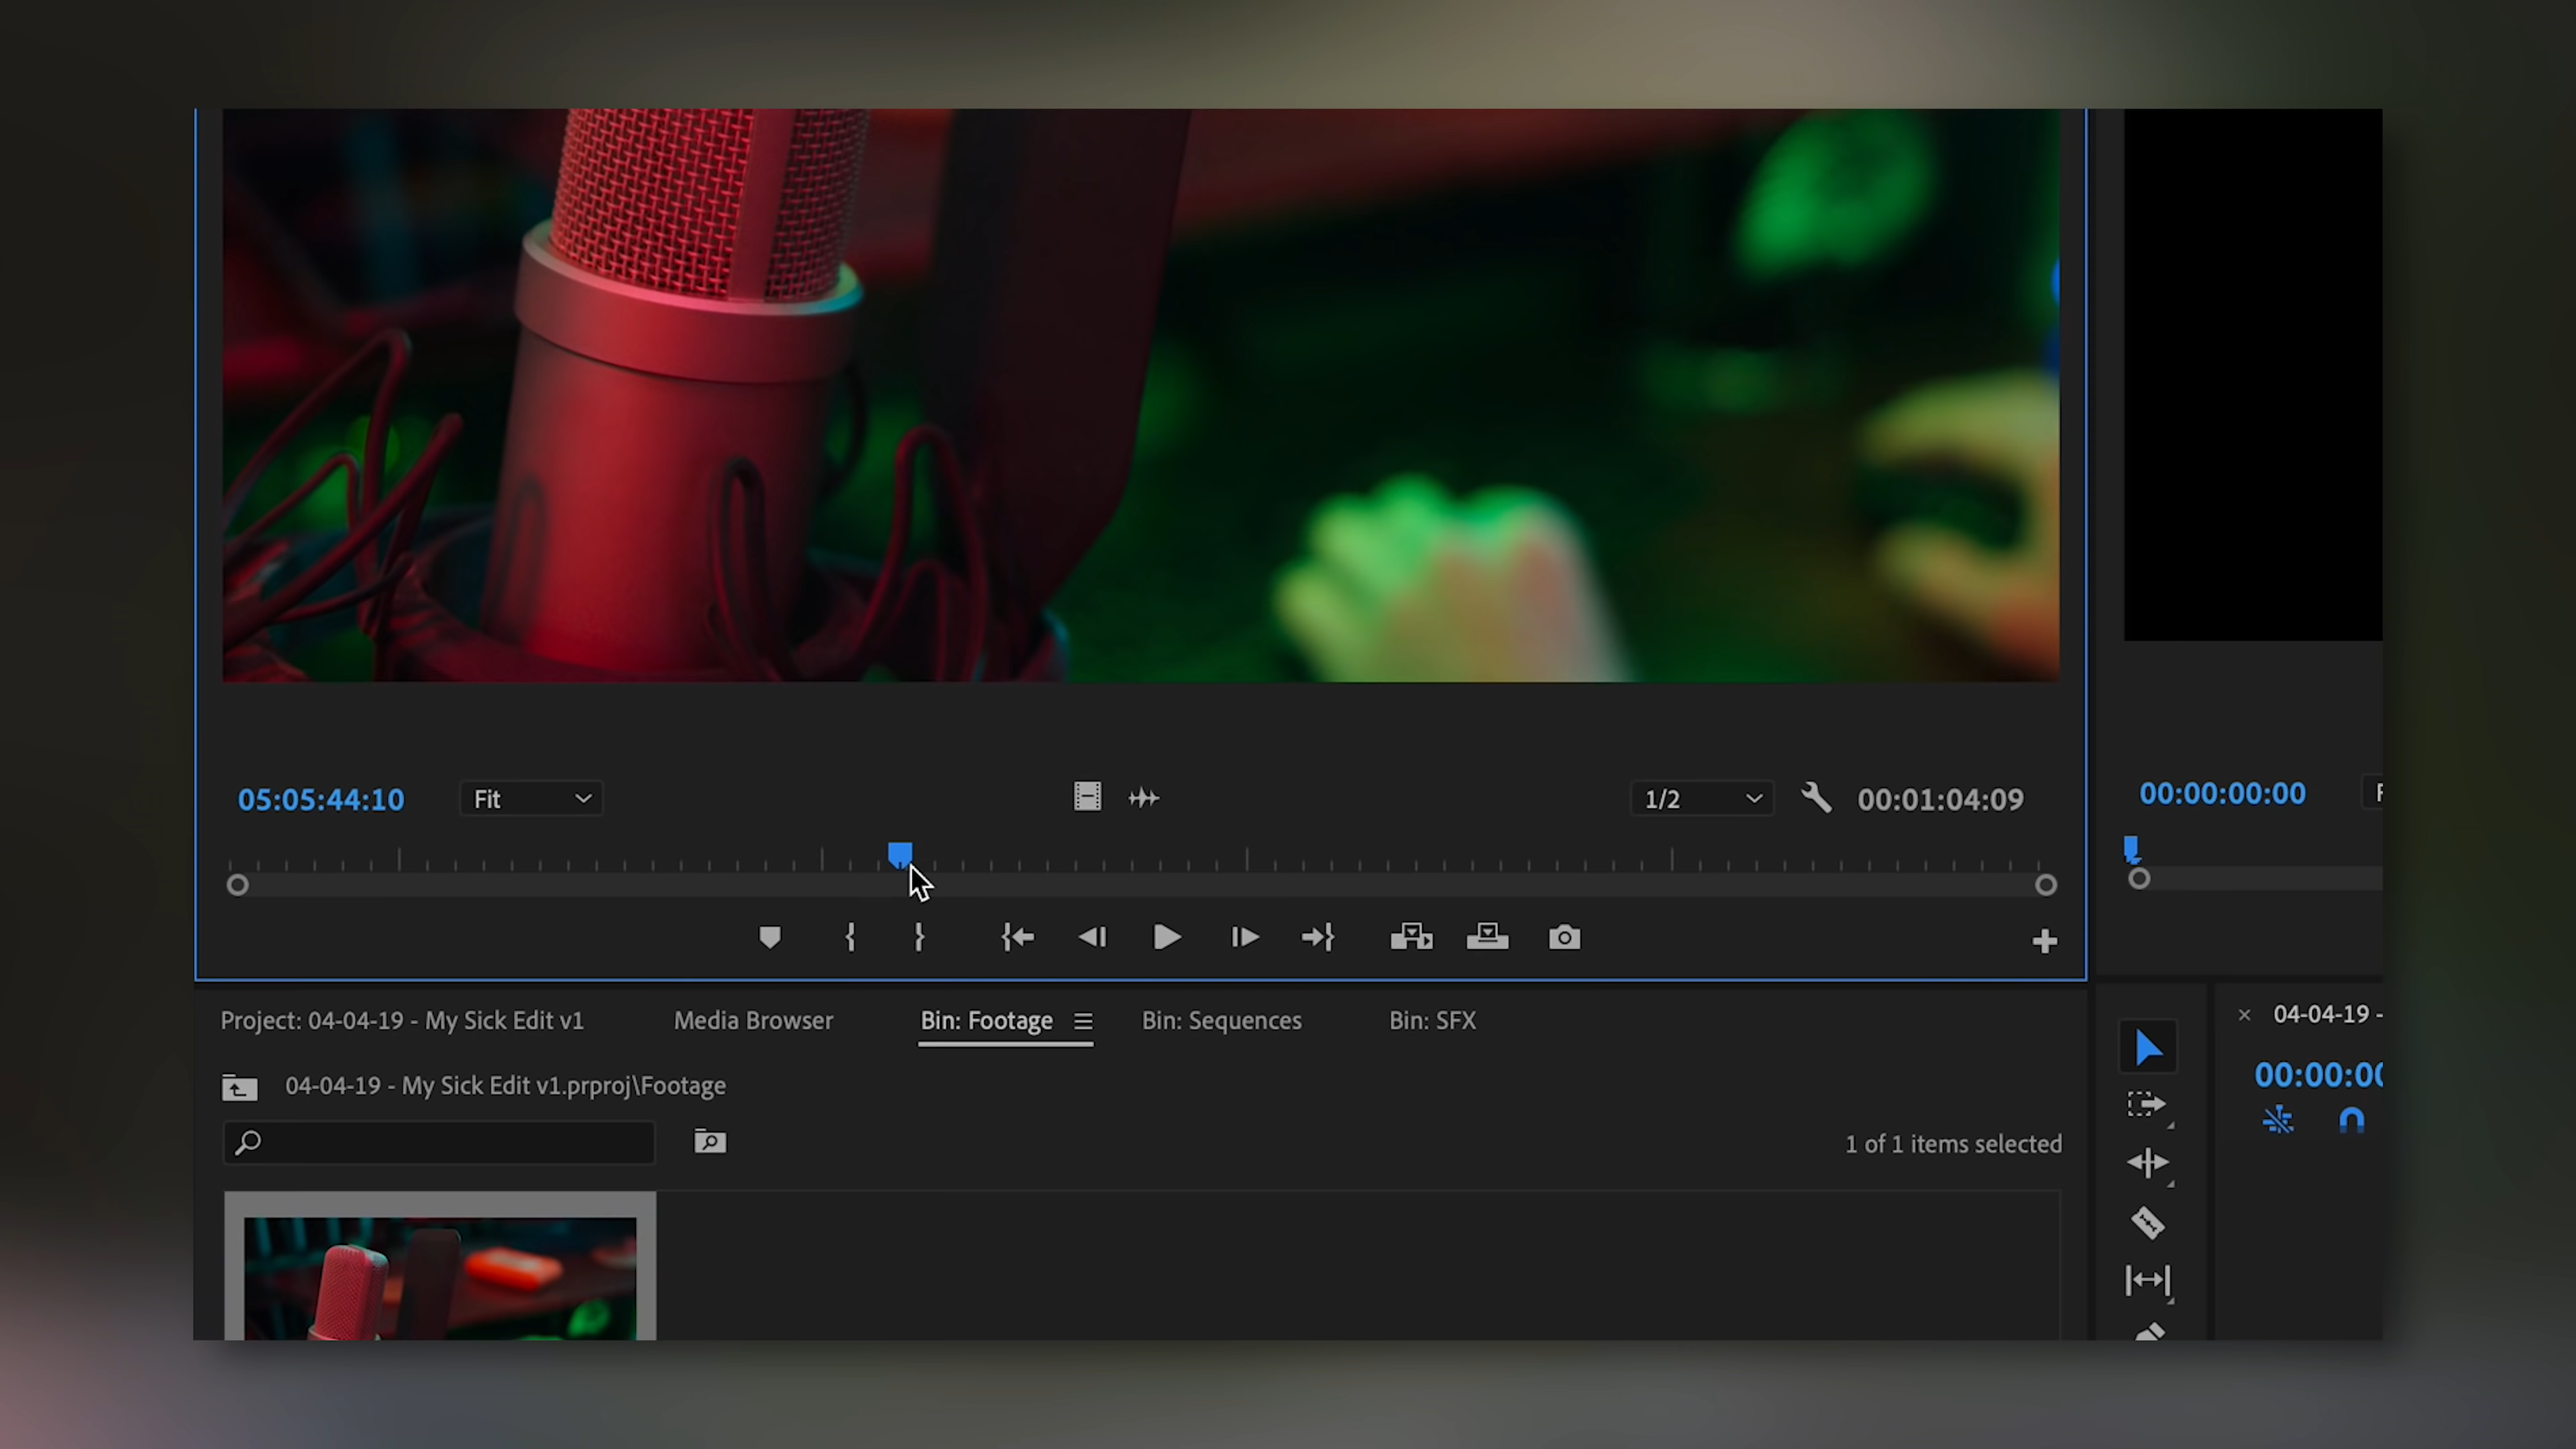 05:05:44:10 Fit 1/2 00:01:04:09 00:00:00:00
Project: 04-04-19 - My Sick Edit v1 Media Browser Bin: Footage Bin: Sequences Bin: SFX
04-04-19 -
04-04-19 - My Sick Edit v1.prproj\Footage
00:00:00
1 of 1 items selected